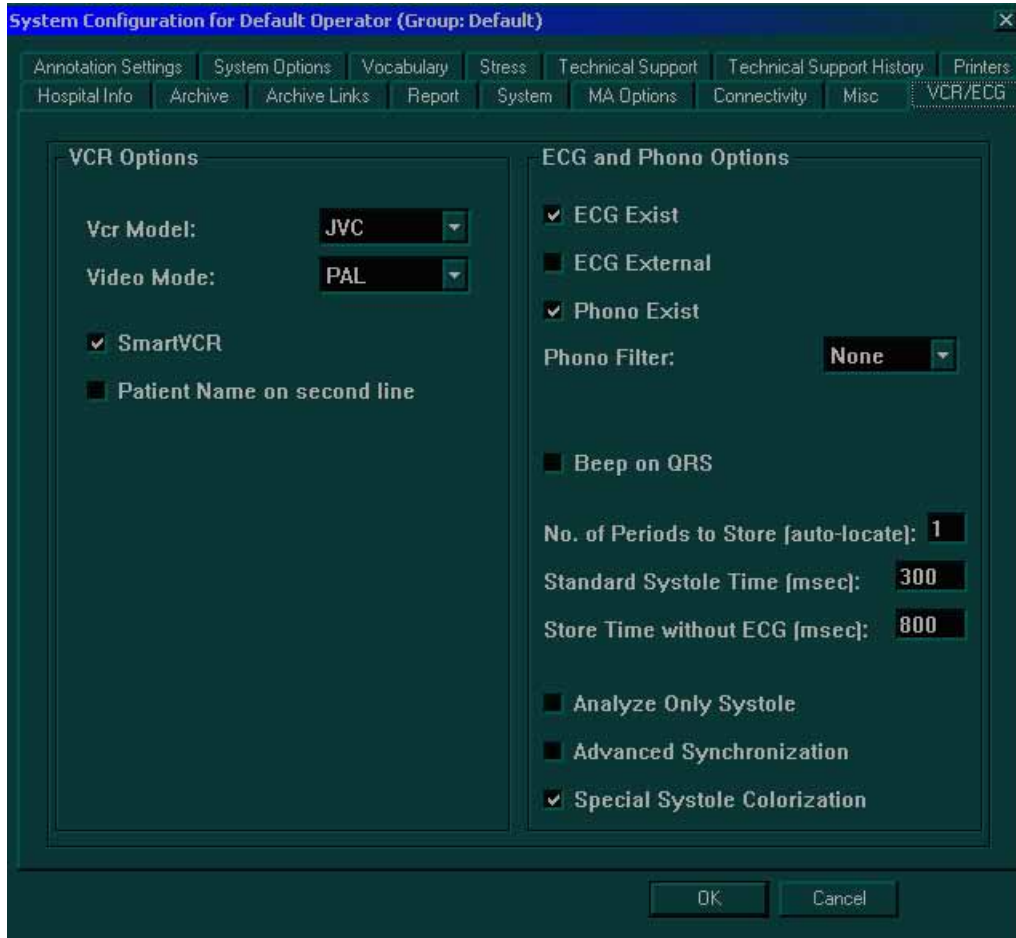 System Configuration for Default Operator (Group: Default)
Annotation Settings System Options Vocabulary Stress Technical Support Technical Support History Printers
Hospital Info Archive Archive Links Report System MA Options Connectivity Misc VCR/ECG
VCR Options
Vcr Model: JVC
Video Mode: PAL
SmartVCR
Patient Name on second line
ECG and Phono Options
ECG Exist
ECG External
Phono Exist
Phono Filter: None
Beep on QRS
No. of Periods to Store (auto-locate): 1
Standard Systole Time (msec): 300
Store Time without ECG (msec): 800
Analyze Only Systole
Advanced Synchronization
Special Systole Colorization
OK Cancel